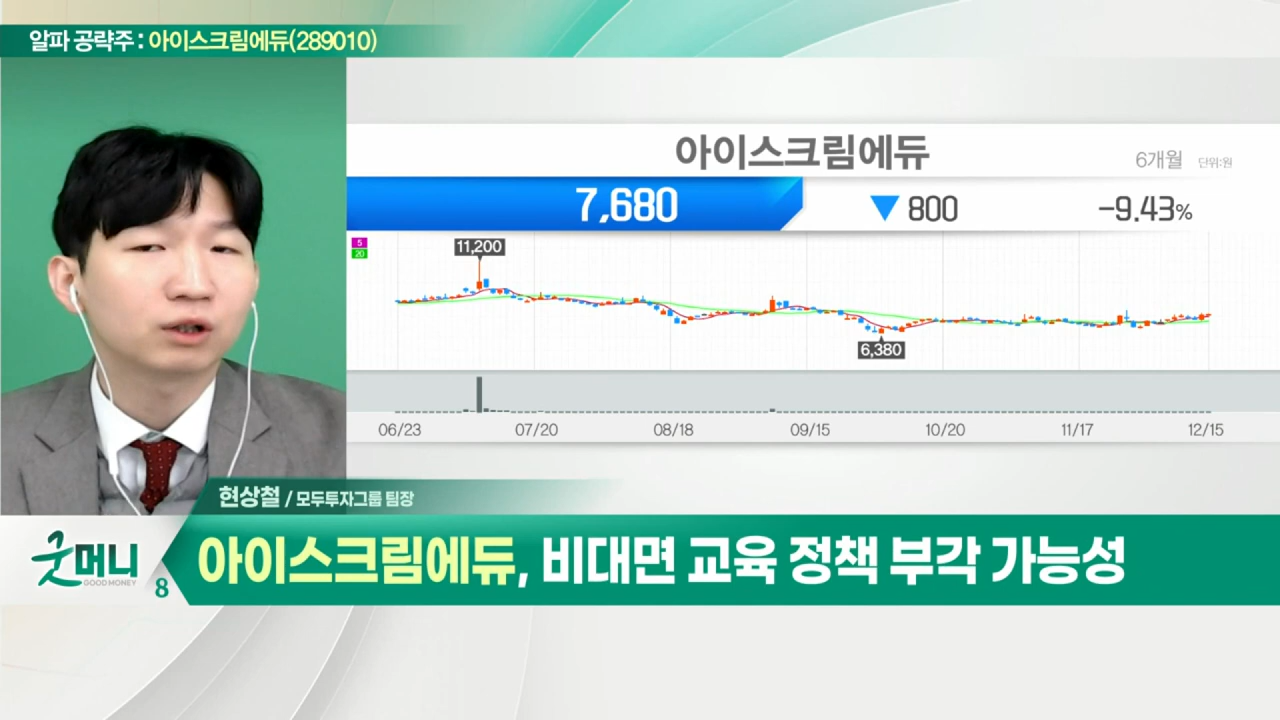 알파 공략주 : 아이스크림에듀(289010)
아이스크림에듀
6개월 단위:원
7,680 ▼ 800 -9.43%
5
20
11,200
6,380
06/23 07/20 08/18 09/15 10/20 11/17 12/15
현상철 / 모두투자그룹 팀장
굿머니
GOOD MONEY
8
아이스크림에듀, 비대면 교육 정책 부각 가능성